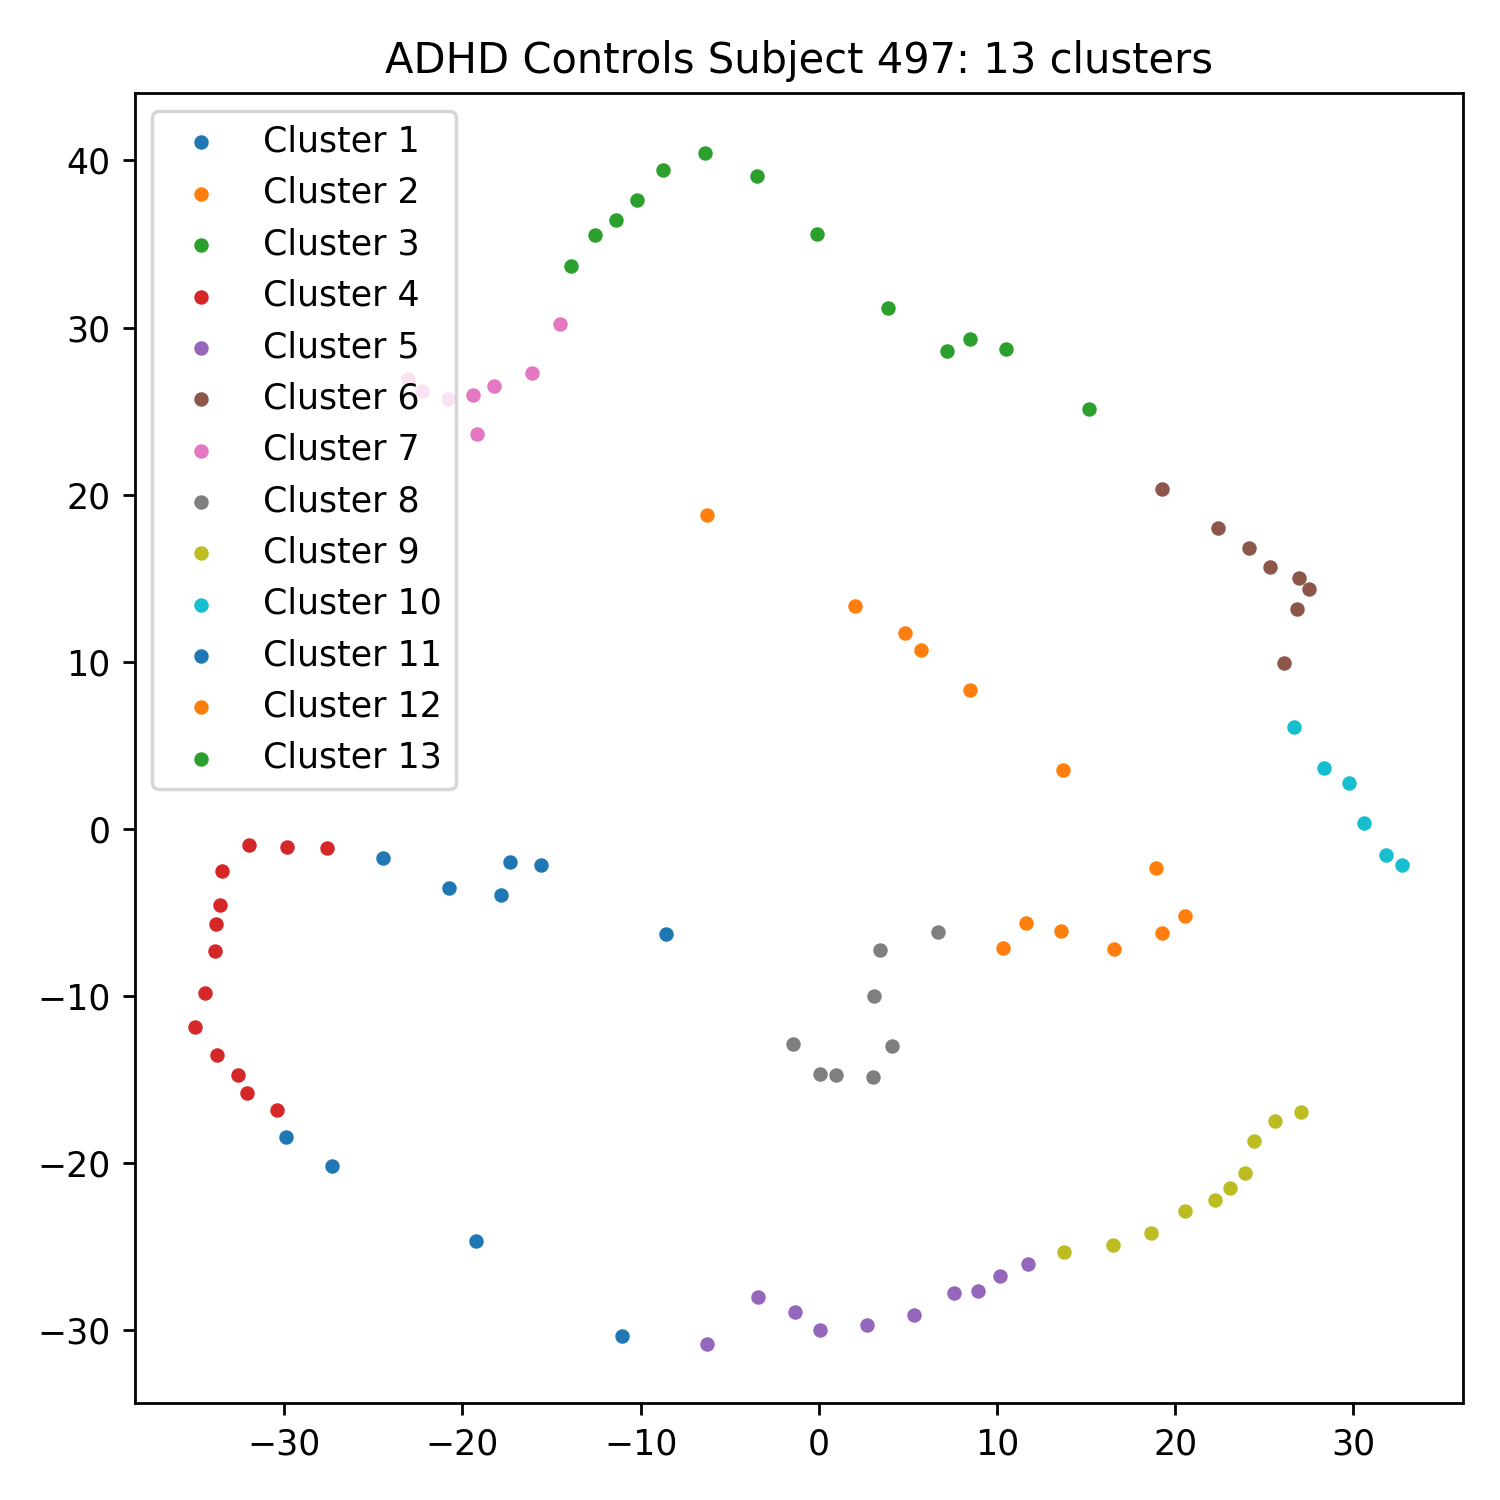 ADHD Controls Subject 497: 13 clusters
Cluster 1
Cluster 2
Cluster 3
Cluster 4
Cluster 5
Cluster 6
Cluster 7
Cluster 8
Cluster 9
Cluster 10
Cluster 11
Cluster 12
Cluster 13
40
30
20
10
0
−10
−20
−30
−30 −20 −10 0 10 20 30